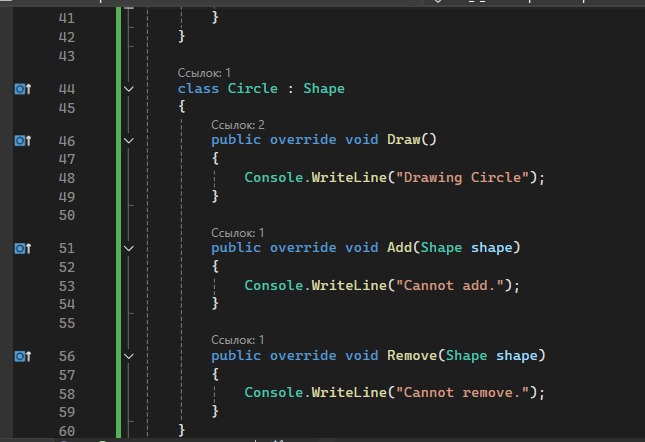 41 }
42 }
43
Ссылок: 1
44 class Circle : Shape
45 {
Ссылок: 2
46 public override void Draw()
47 {
48 Console.WriteLine("Drawing Circle");
49 }
50
Ссылок: 1
51 public override void Add(Shape shape)
52 {
53 Console.WriteLine("Cannot add.");
54 }
55
Ссылок: 1
56 public override void Remove(Shape shape)
57 {
58 Console.WriteLine("Cannot remove.");
59 }
60 }